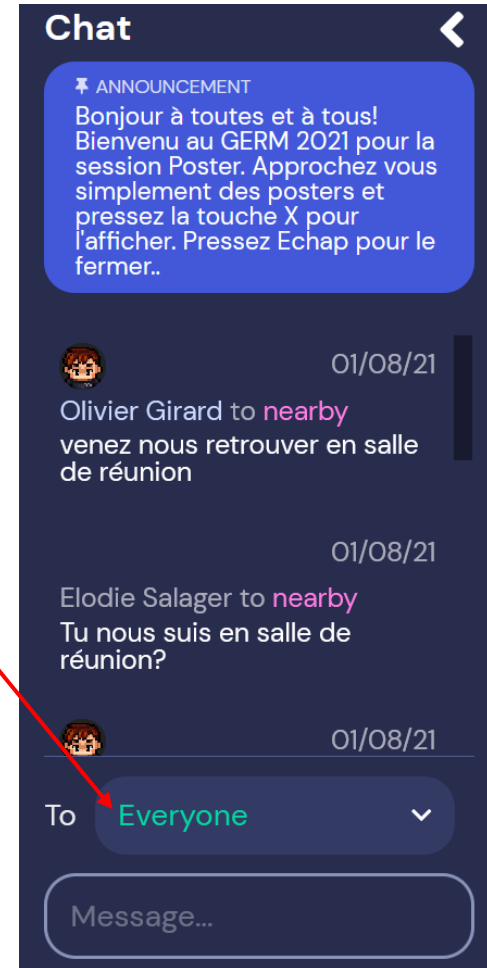 Chat
ANNOUNCEMENT
Bonjour à toutes et à tous!
Bienvenu au GERM 2021 pour la
session Poster. Approchez vous
simplement des posters et
pressez la touche X pour
l'afficher. Pressez Echap pour le
fermer..
01/08/21
Olivier Girard to nearby
venez nous retrouver en salle
de réunion
01/08/21
Elodie Salager to nearby
Tu nous suis en salle de
réunion?
01/08/21
To Everyone
Message...